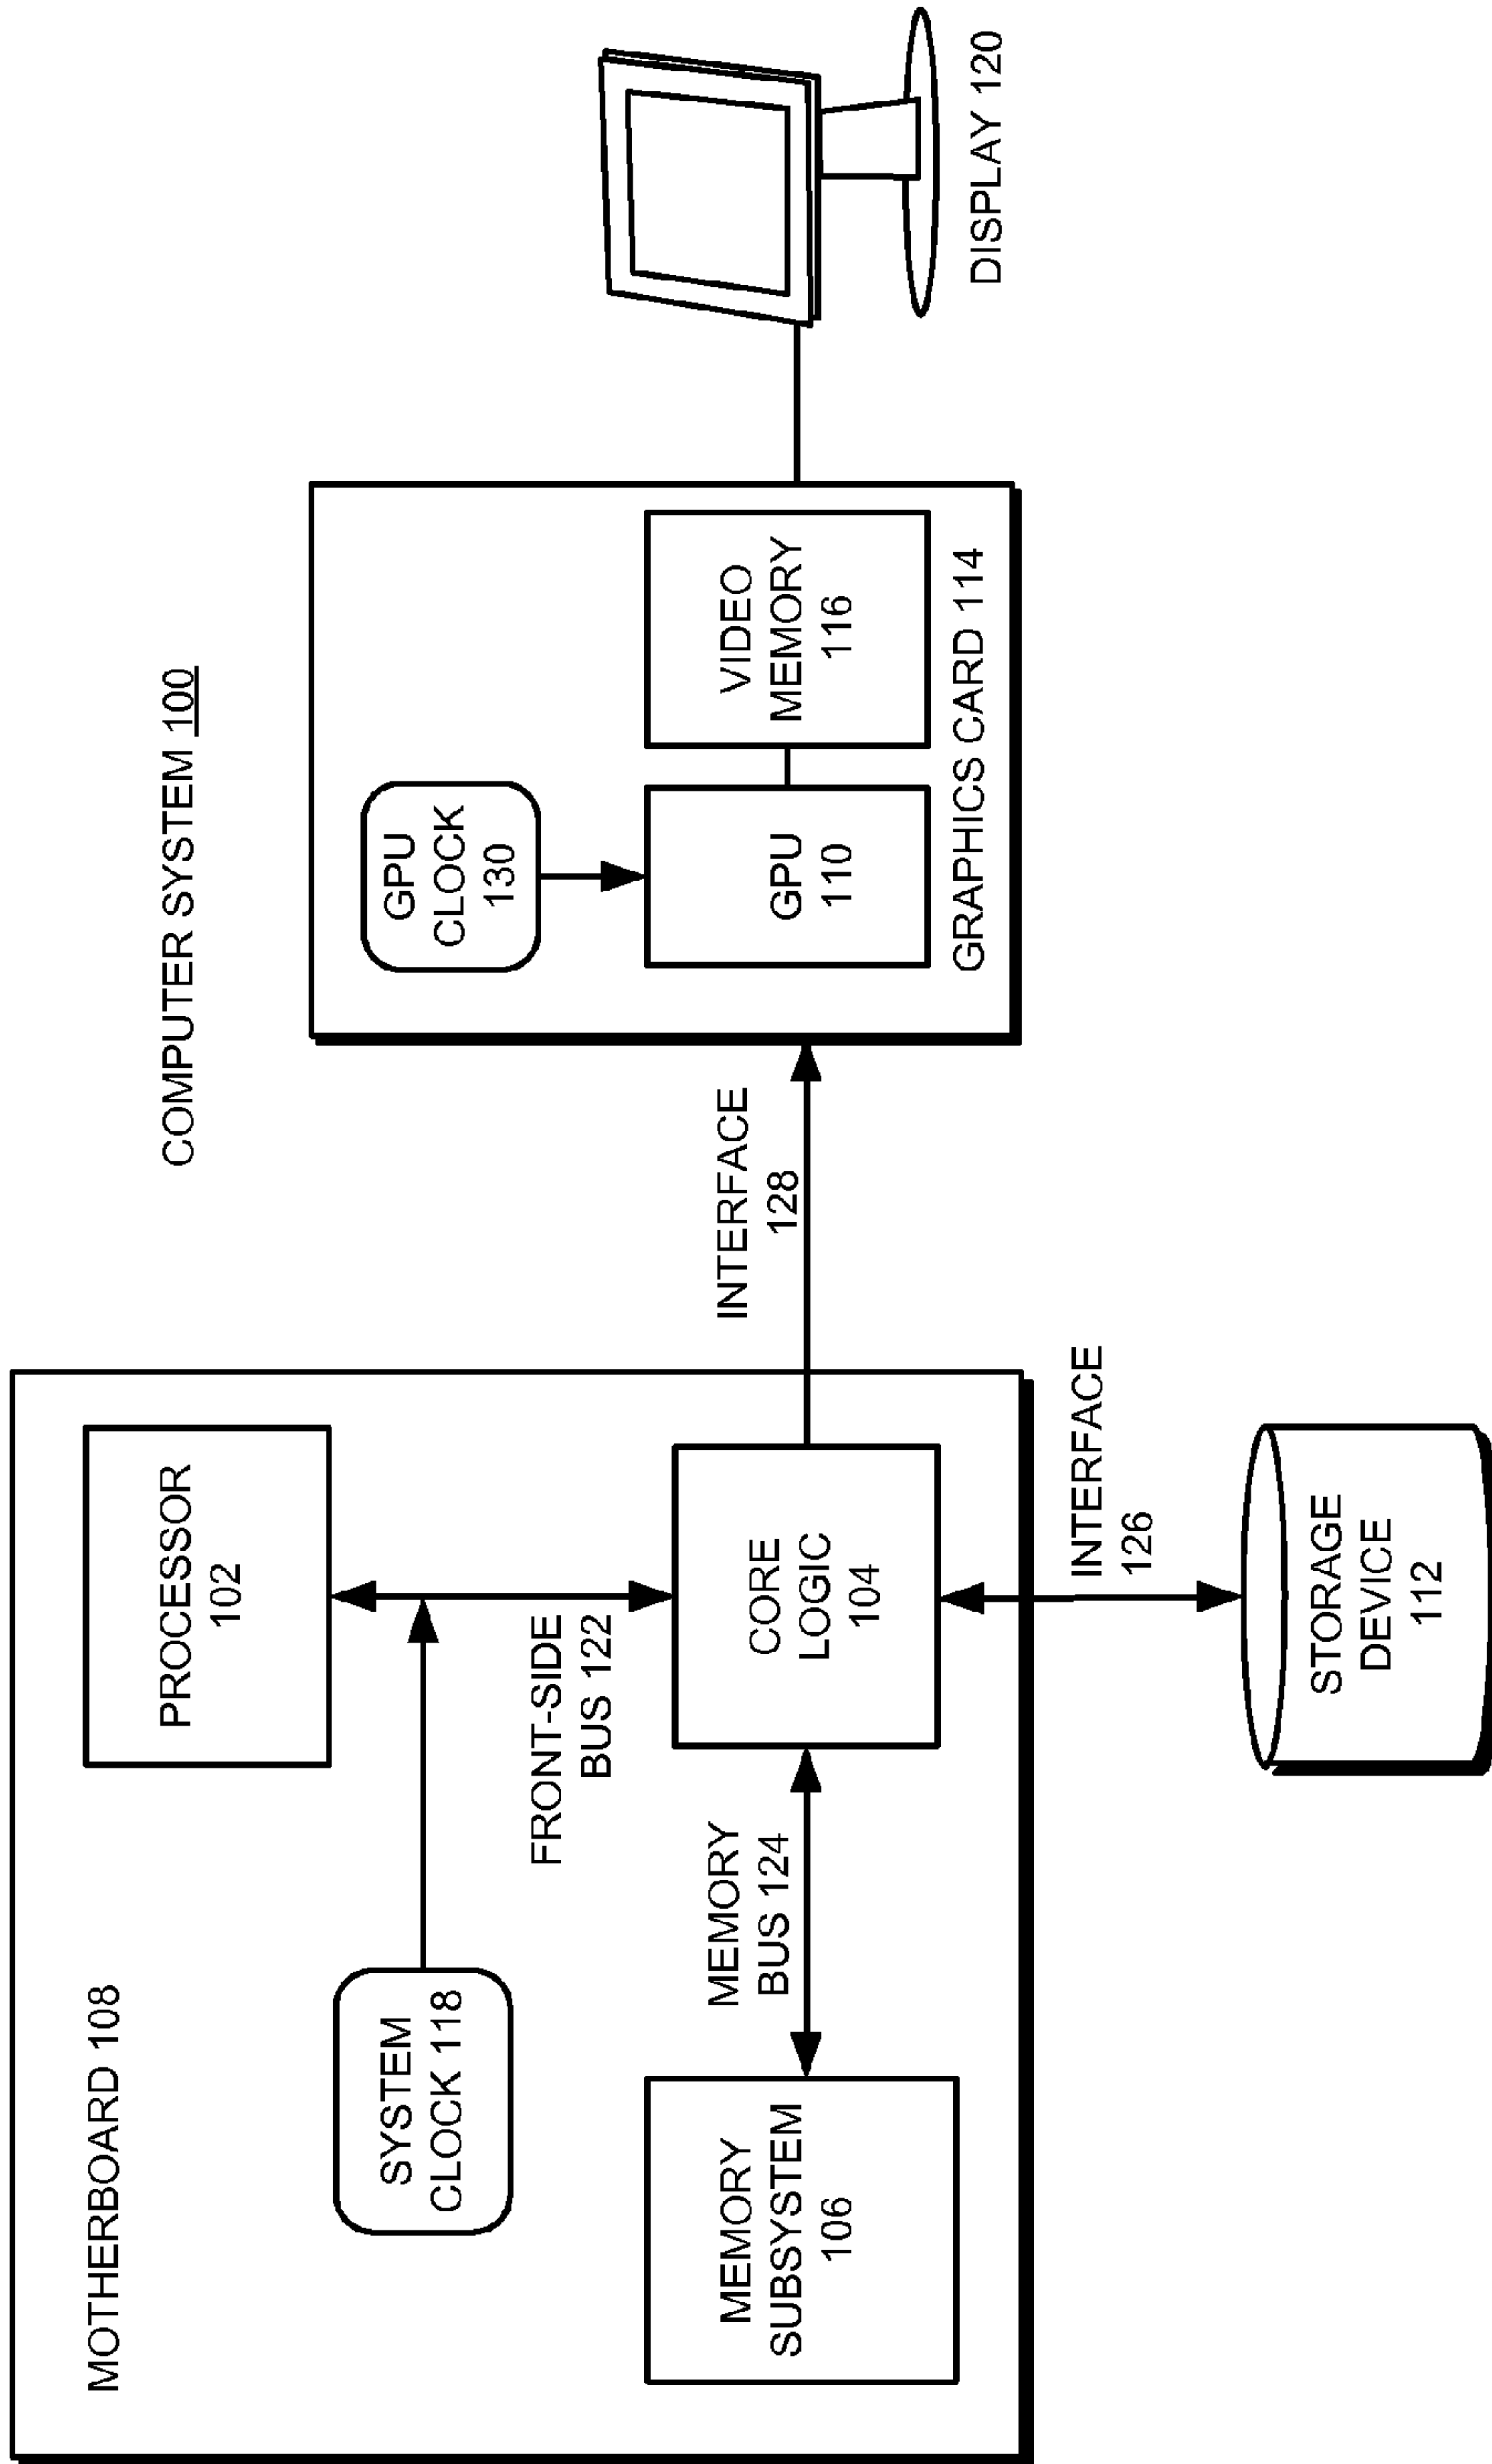 COMPUTER SYSTEM 100
MOTHERBOARD 108
PROCESSOR
102
SYSTEM
CLOCK 118
FRONT-SIDE
BUS 122
MEMORY
SUBSYSTEM
106
MEMORY
BUS 124
CORE
LOGIC
104
INTERFACE
128
INTERFACE
126
STORAGE
DEVICE
112
GPU
CLOCK
130
GPU
110
VIDEO
MEMORY
116
GRAPHICS CARD 114
DISPLAY 120